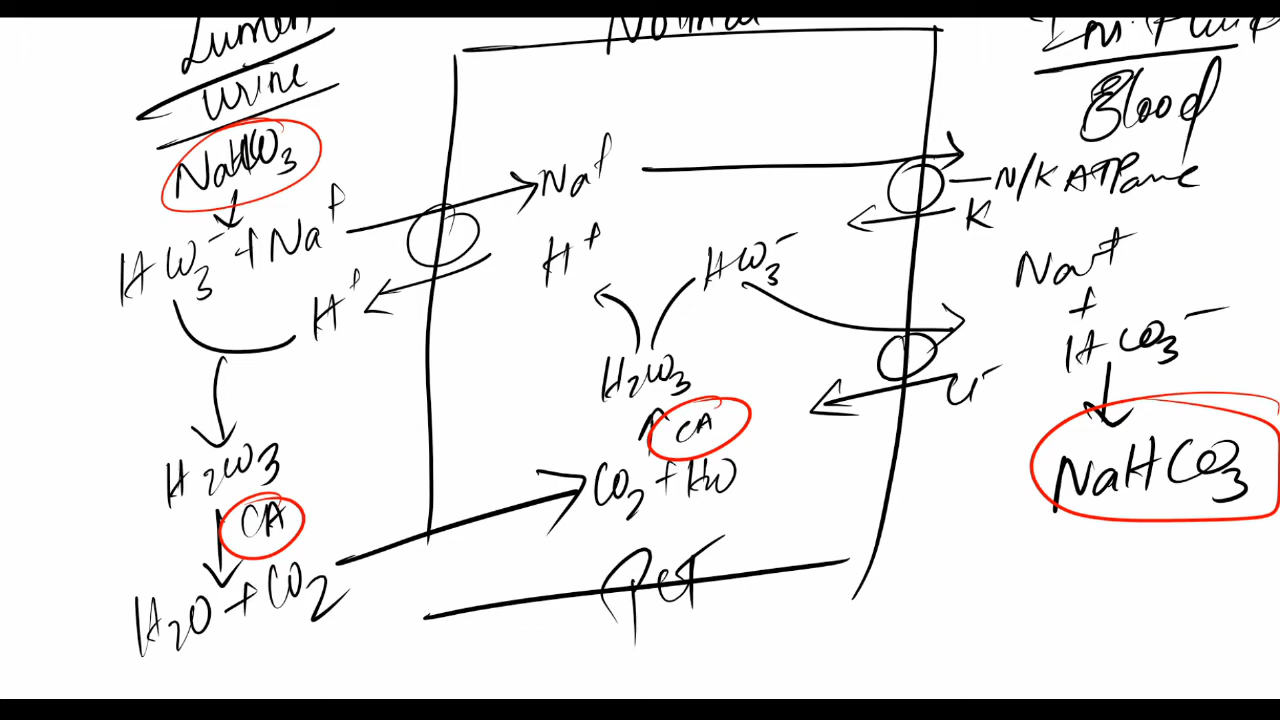 Lumen
Urine
NaHCO3
HCO3- + Na+
H+
H2CO3
CA
H2O + CO2
Normal
Na+
H+
HCO3-
H2CO3
CA
CO2 + H2O
PCT
Int. Fluid
Blood
N/K ATPase
K
Na+
+
HCO3-
Cl-
NaHCO3